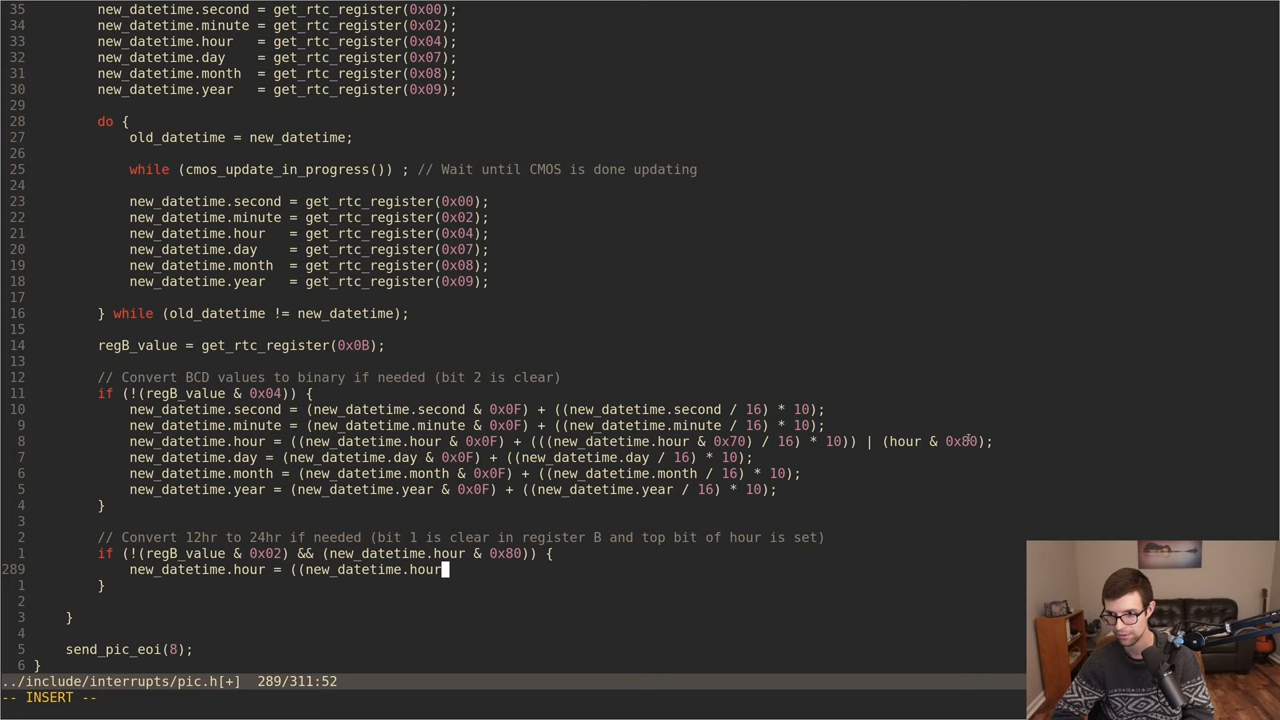 35 new_datetime.second = get_rtc_register(0x00);
34 new_datetime.minute = get_rtc_register(0x02);
33 new_datetime.hour   = get_rtc_register(0x04);
32 new_datetime.day    = get_rtc_register(0x07);
31 new_datetime.month  = get_rtc_register(0x08);
30 new_datetime.year   = get_rtc_register(0x09);
29
28 do {
27 old_datetime = new_datetime;
26
25 while (cmos_update_in_progress()) ; // Wait until CMOS is done updating
24
23 new_datetime.second = get_rtc_register(0x00);
22 new_datetime.minute = get_rtc_register(0x02);
21 new_datetime.hour   = get_rtc_register(0x04);
20 new_datetime.day    = get_rtc_register(0x07);
19 new_datetime.month  = get_rtc_register(0x08);
18 new_datetime.year   = get_rtc_register(0x09);
17
16 } while (old_datetime != new_datetime);
15
14 regB_value = get_rtc_register(0x0B);
13
12 // Convert BCD values to binary if needed (bit 2 is clear)
11 if (!(regB_value & 0x04)) {
10 new_datetime.second = (new_datetime.second & 0x0F) + ((new_datetime.second / 16) * 10);
9 new_datetime.minute = (new_datetime.minute & 0x0F) + ((new_datetime.minute / 16) * 10);
8 new_datetime.hour = ((new_datetime.hour & 0x0F) + (((new_datetime.hour & 0x70) / 16) * 10)) | (hour & 0x80);
7 new_datetime.day = (new_datetime.day & 0x0F) + ((new_datetime.day / 16) * 10);
6 new_datetime.month = (new_datetime.month & 0x0F) + ((new_datetime.month / 16) * 10);
5 new_datetime.year = (new_datetime.year & 0x0F) + ((new_datetime.year / 16) * 10);
4 }
3
2 // Convert 12hr to 24hr if needed (bit 1 is clear in register B and top bit of hour is set)
1 if (!(regB_value & 0x02) && (new_datetime.hour & 0x80)) {
289 new_datetime.hour = ((new_datetime.hour
1 }
2
3 }
4
5 send_pic_eoi(8);
6 }
../include/interrupts/pic.h[+]  289/311:52
-- INSERT --